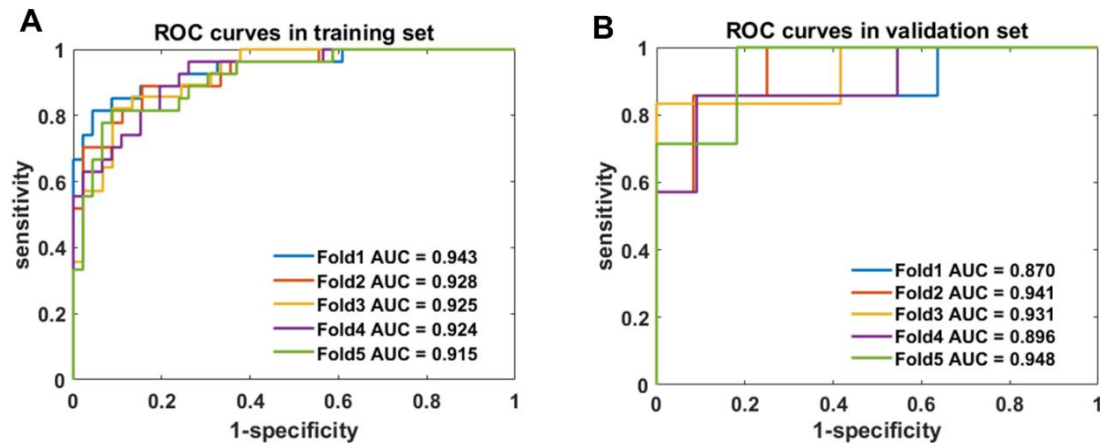 A
ROC curves in training set
1
0.8
0.6
0.4
0.2
0
sensitivity
Fold1 AUC = 0.943
Fold2 AUC = 0.928
Fold3 AUC = 0.925
Fold4 AUC = 0.924
Fold5 AUC = 0.915
0 0.2 0.4 0.6 0.8 1
1-specificity
B
ROC curves in validation set
1
0.8
0.6
0.4
0.2
0
sensitivity
Fold1 AUC = 0.870
Fold2 AUC = 0.941
Fold3 AUC = 0.931
Fold4 AUC = 0.896
Fold5 AUC = 0.948
0 0.2 0.4 0.6 0.8 1
1-specificity